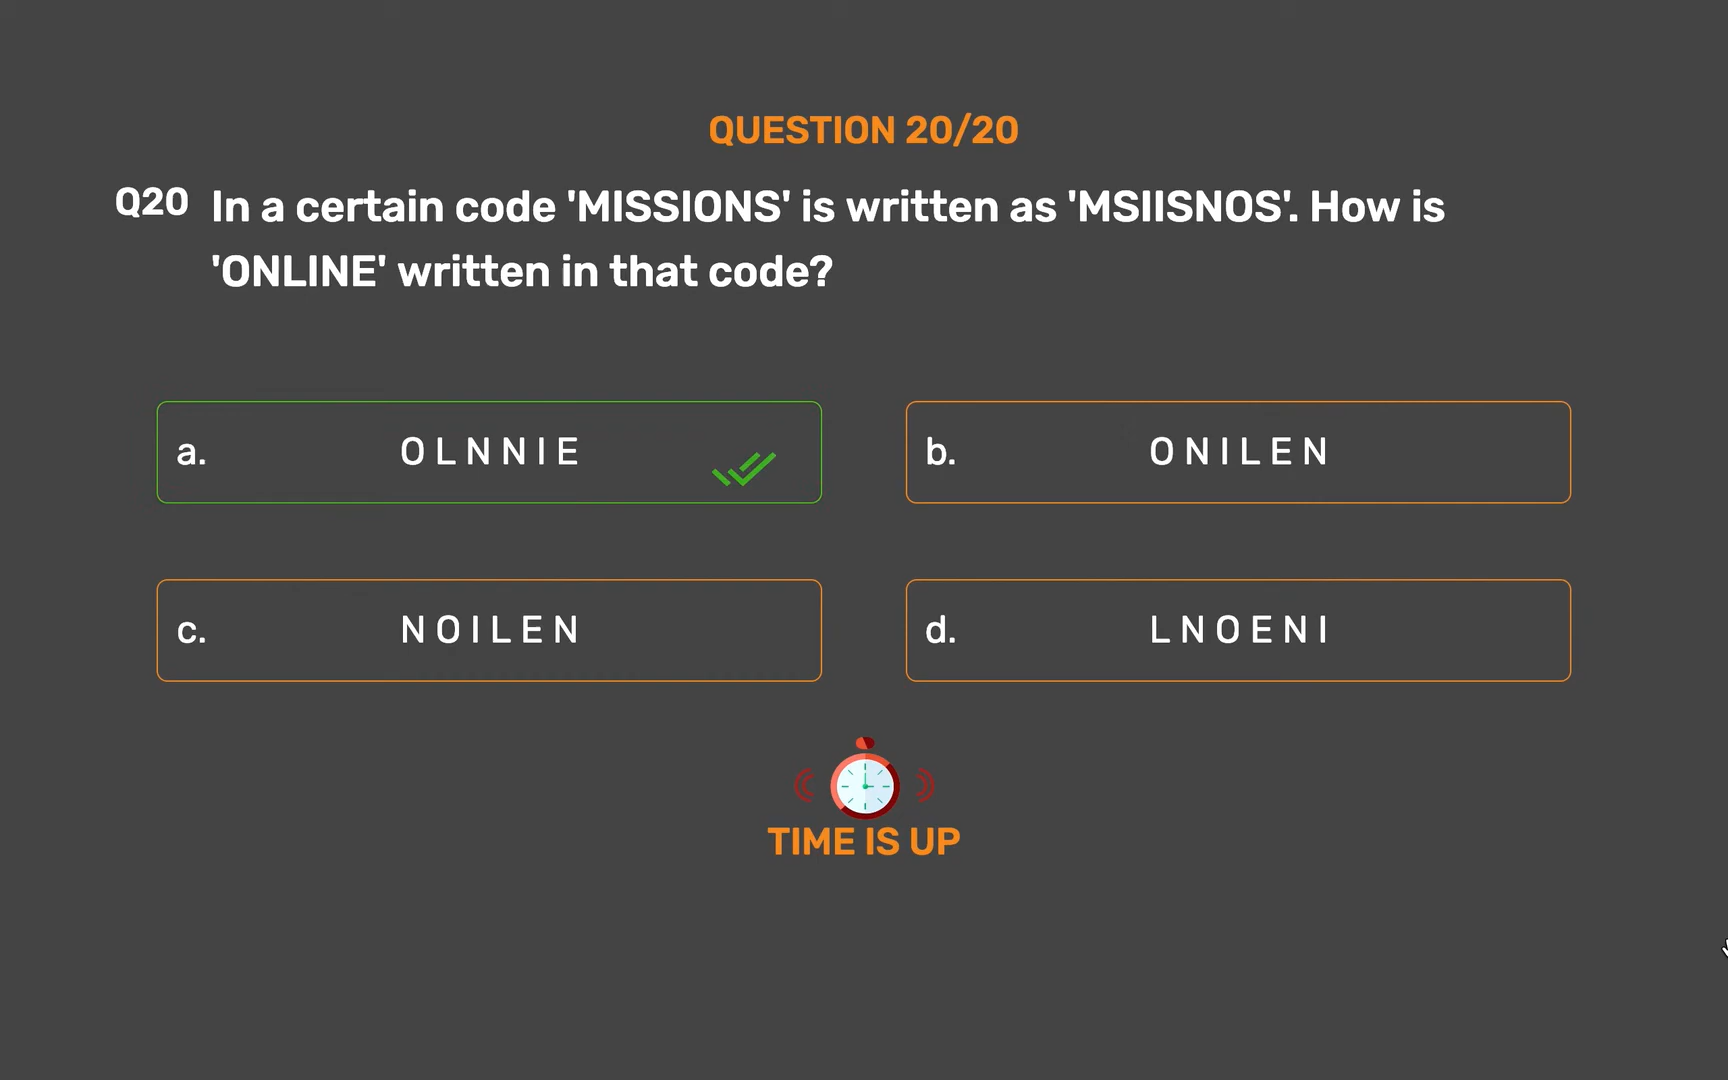 QUESTION 20/20
Q20 In a certain code 'MISSIONS' is written as 'MSIISNOS'. How is
'ONLINE' written in that code?
a. O L N N I E
b. O N I L E N
c. N O I L E N
d. L N O E N I
TIME IS UP